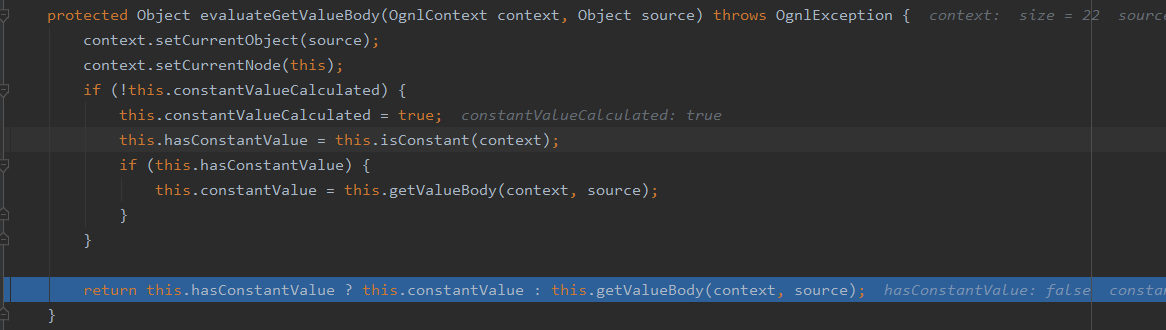 protected Object evaluateGetValueBody(OgnlContext context, Object source) throws OgnlException {  context:  size = 22  source
context.setCurrentObject(source);
context.setCurrentNode(this);
if (!this.constantValueCalculated) {
this.constantValueCalculated = true;  constantValueCalculated: true
this.hasConstantValue = this.isConstant(context);
if (this.hasConstantValue) {
this.constantValue = this.getValueBody(context, source);
}
}
return this.hasConstantValue ? this.constantValue : this.getValueBody(context, source);  hasConstantValue: false  constan
}